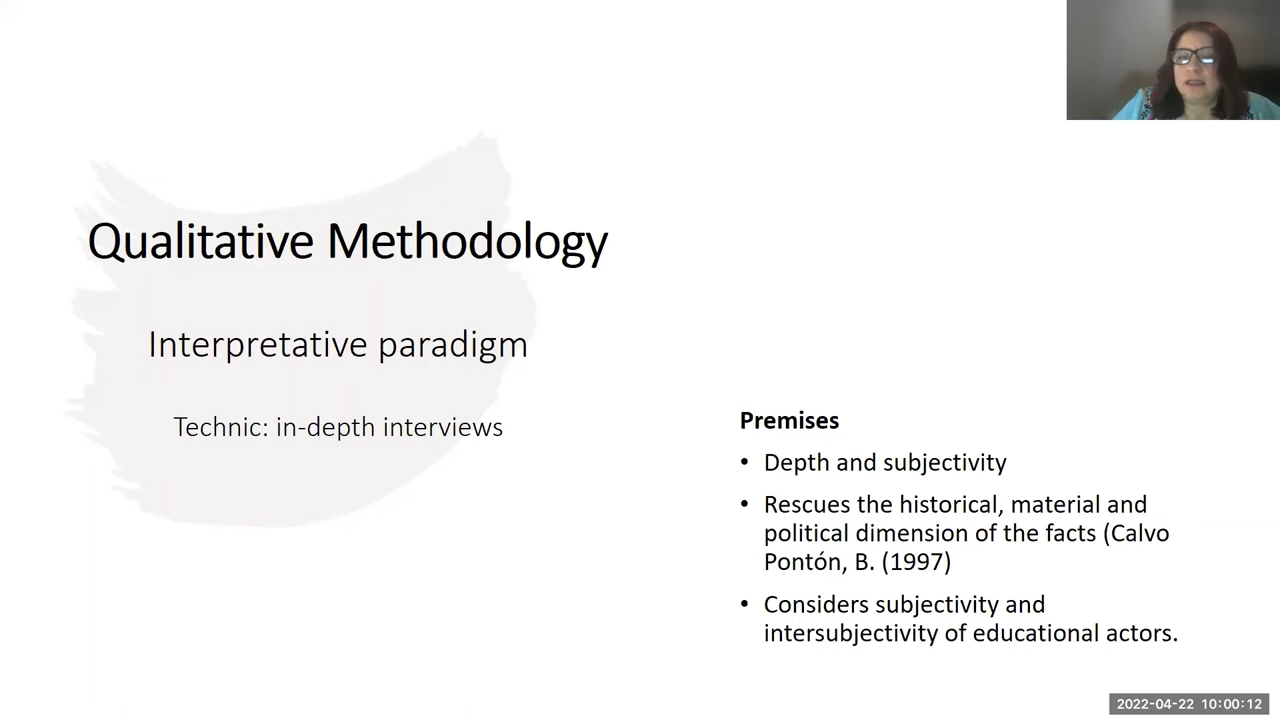 Qualitative Methodology
Interpretative paradigm
Technic: in-depth interviews
Premises
• Depth and subjectivity
• Rescues the historical, material and
political dimension of the facts (Calvo
Pontón, B. (1997)
• Considers subjectivity and
intersubjectivity of educational actors.
2022-04-22 10:00:12